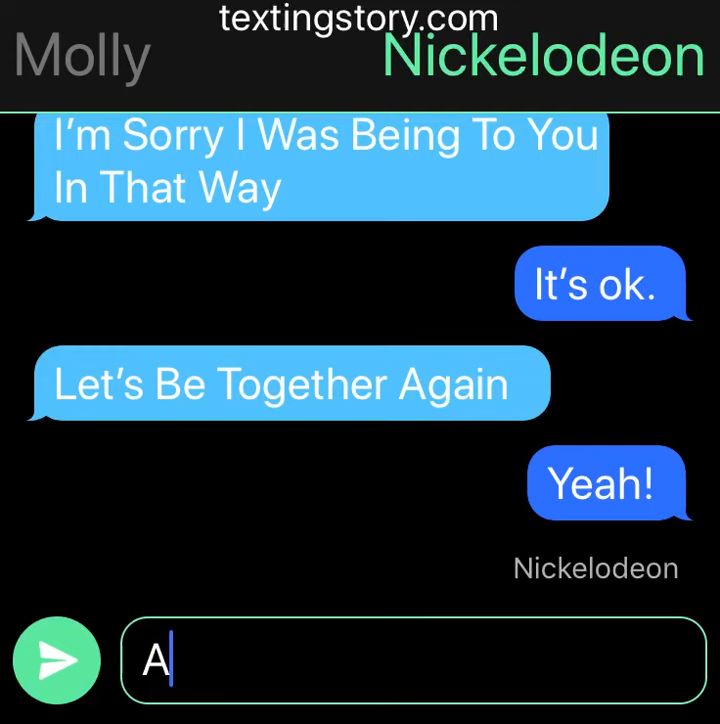 textingstory.com
Molly Nickelodeon
I'm Sorry I Was Being To You
In That Way
It's ok.
Let's Be Together Again
Yeah!
Nickelodeon
A